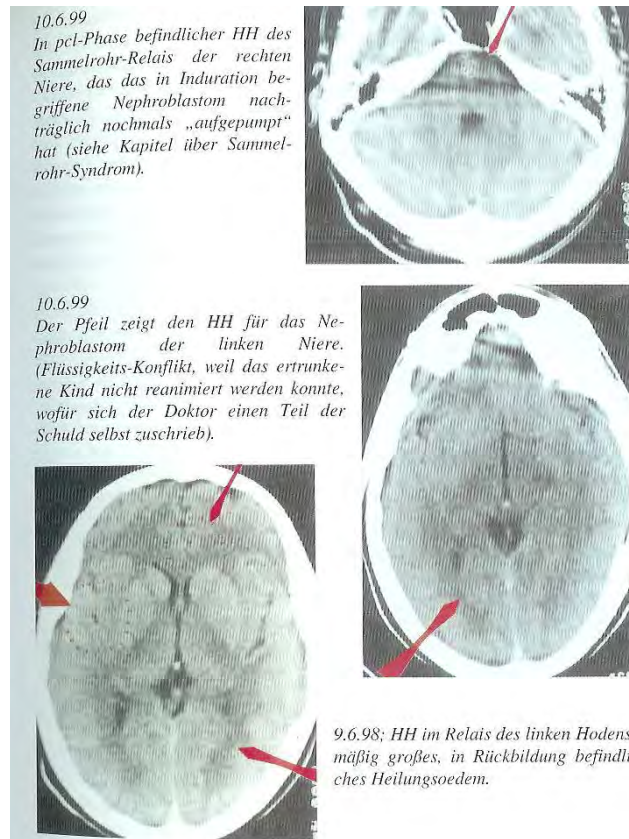 10.6.99
In pcl-Phase befindlicher HH des
Sammelrohr-Relais der rechten
Niere, das das in Induration be-
griffene Nephroblastom nach-
träglich nochmals „aufgepumpt“
hat (siehe Kapitel über Sammel-
rohr-Syndrom).
10.6.99
Der Pfeil zeigt den HH für das Ne-
phroblastom der linken Niere.
(Flüssigkeits-Konflikt, weil das ertrunke-
ne Kind nicht reanimiert werden konnte,
wofür sich der Doktor einen Teil der
Schuld selbst zuschrieb).
9.6.98; HH im Relais des linken Hodens
mäßig großes, in Rückbildung befindli-
ches Heilungsoedem.